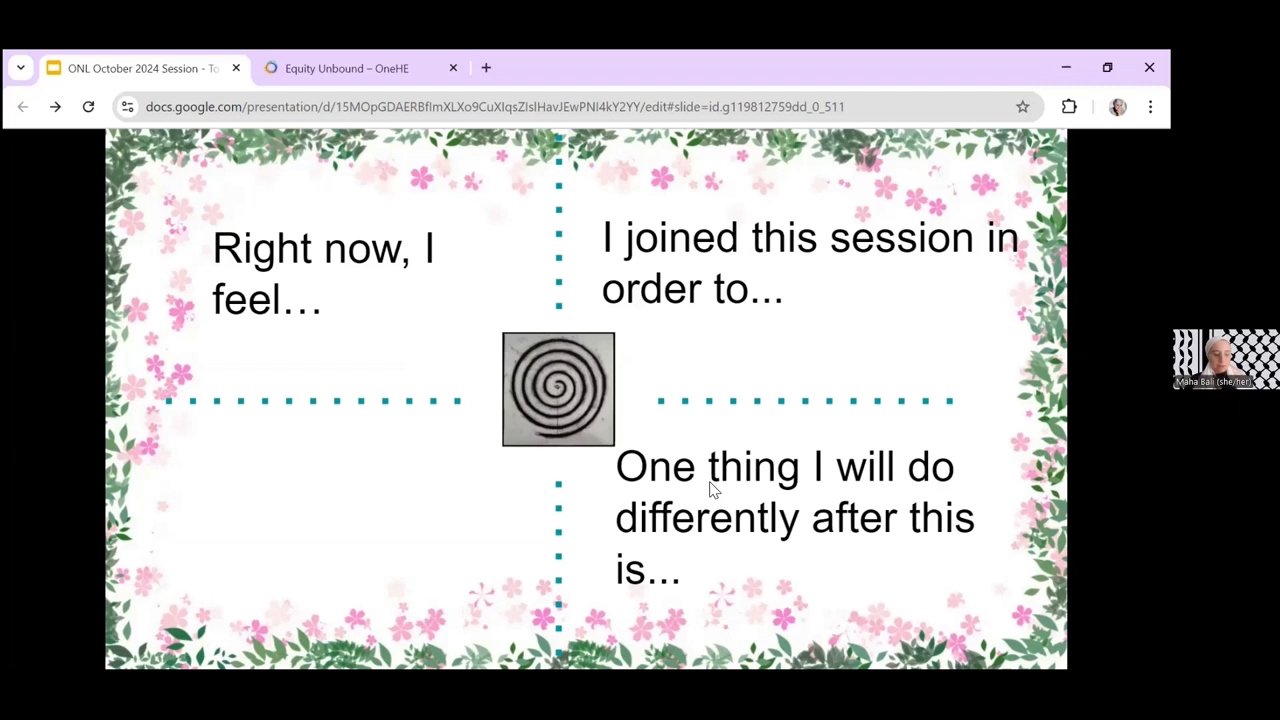 ONL October 2024 Session - To
Equity Unbound – OneHE
docs.google.com/presentation/d/15MOpGDAERBfImXLXo9CuXIqsZIsIHavJEwPNI4kY2YY/edit#slide=id.g119812759dd_0_511
Right now, I
feel…
I joined this session in
order to...
One thing I will do
differently after this
is...
Maha Bali (she/her)